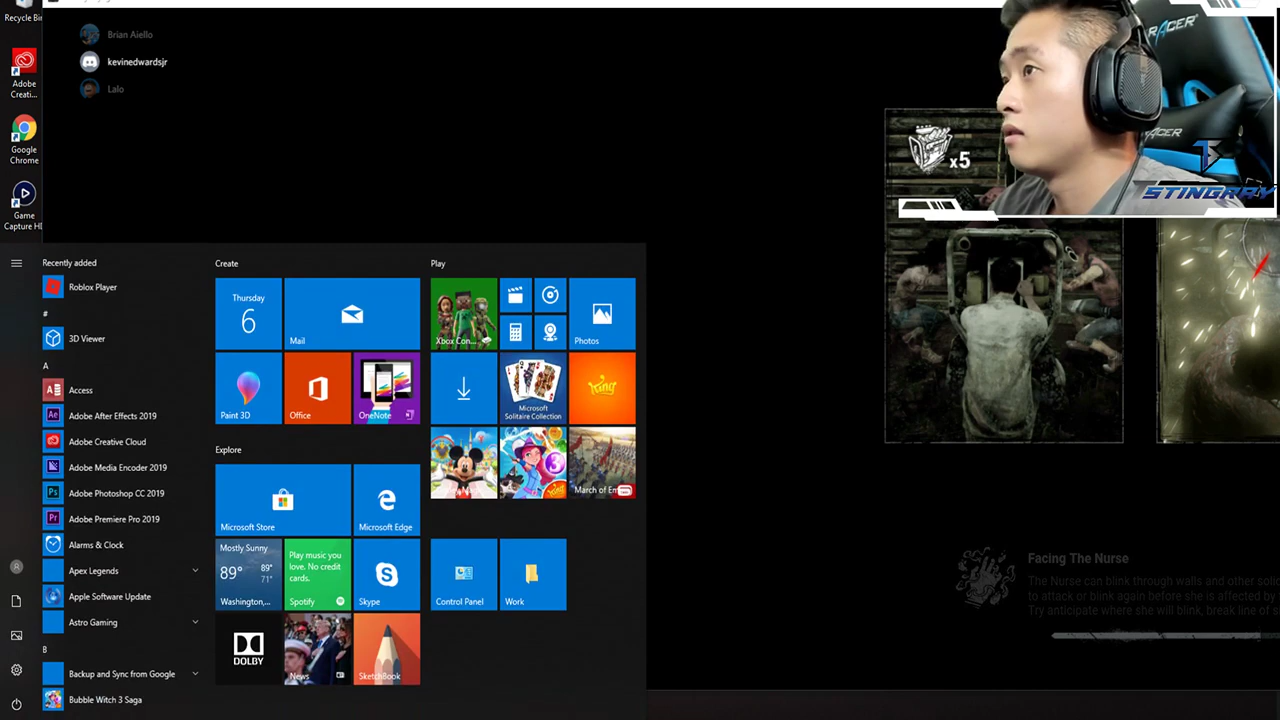 Recycle Bin
Adobe
Creati...
Google
Chrome
Game
Capture HD
Brian Aiello
kevinedwardsjr
Lalo
x5
ACER
ACER
STINGRAY
Recently added
Roblox Player
#
3D Viewer
A
Access
Adobe After Effects 2019
Adobe Creative Cloud
Adobe Media Encoder 2019
Adobe Photoshop CC 2019
Adobe Premiere Pro 2019
Alarms & Clock
Apex Legends
Apple Software Update
Astro Gaming
B
Backup and Sync from Google
Bubble Witch 3 Saga
Create
Thursday
6
Mail
Paint 3D
Office
OneNote
Explore
Microsoft Store
Microsoft Edge
Mostly Sunny
89°
89°
71°
Washington,...
Play music you
love. No credit
cards.
Spotify
Skype
DOLBY
News
SketchBook
Play
Xbox Con...
Photos
Microsoft
Solitaire Collection
King
3
King
March of Em
Control Panel
Work
Facing The Nurse
The Nurse can blink through walls and other soli
to attack or blink again before she is affected by
Try anticipate where she will blink, break line of s